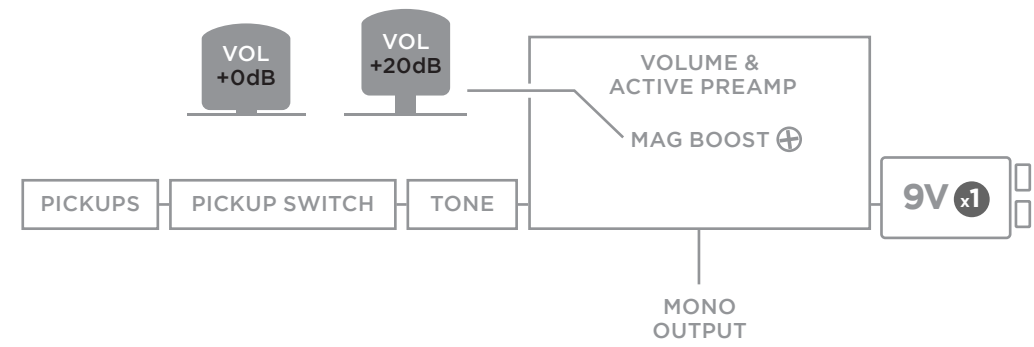 VOL
+0dB
VOL
+20dB
VOLUME &
ACTIVE PREAMP
MAG BOOST
PICKUPS
PICKUP SWITCH
TONE
9V x1
MONO
OUTPUT